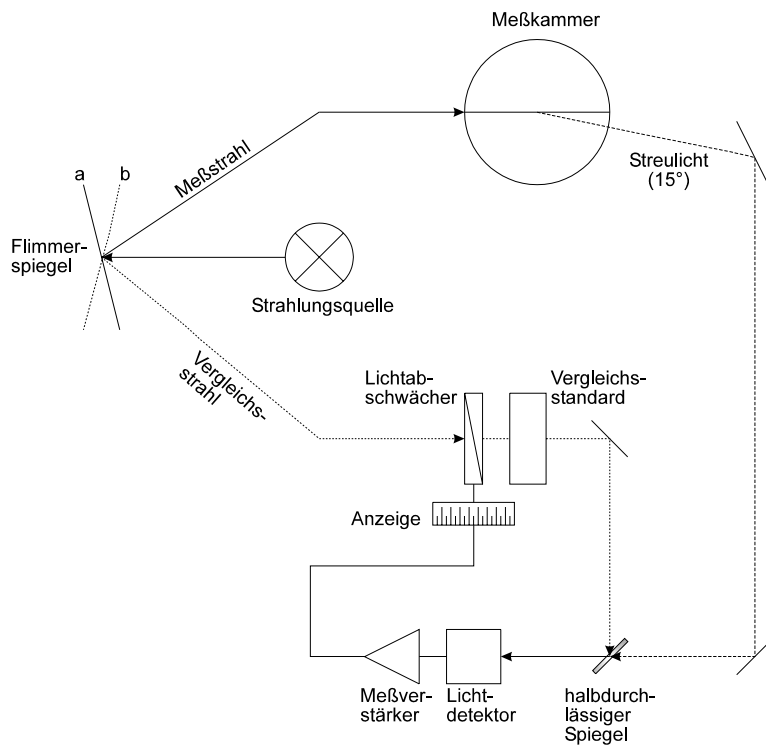 Meßkammer
Meßstrahl
Streulicht
(15°)
a
b
Flimmer-
spiegel
Strahlungsquelle
Vergleichs-
strahl
Lichtab-
schwächer
Vergleichs-
standard
Anzeige
Meßver-
stärker
Licht-
detektor
halbdurch-
lässiger
Spiegel